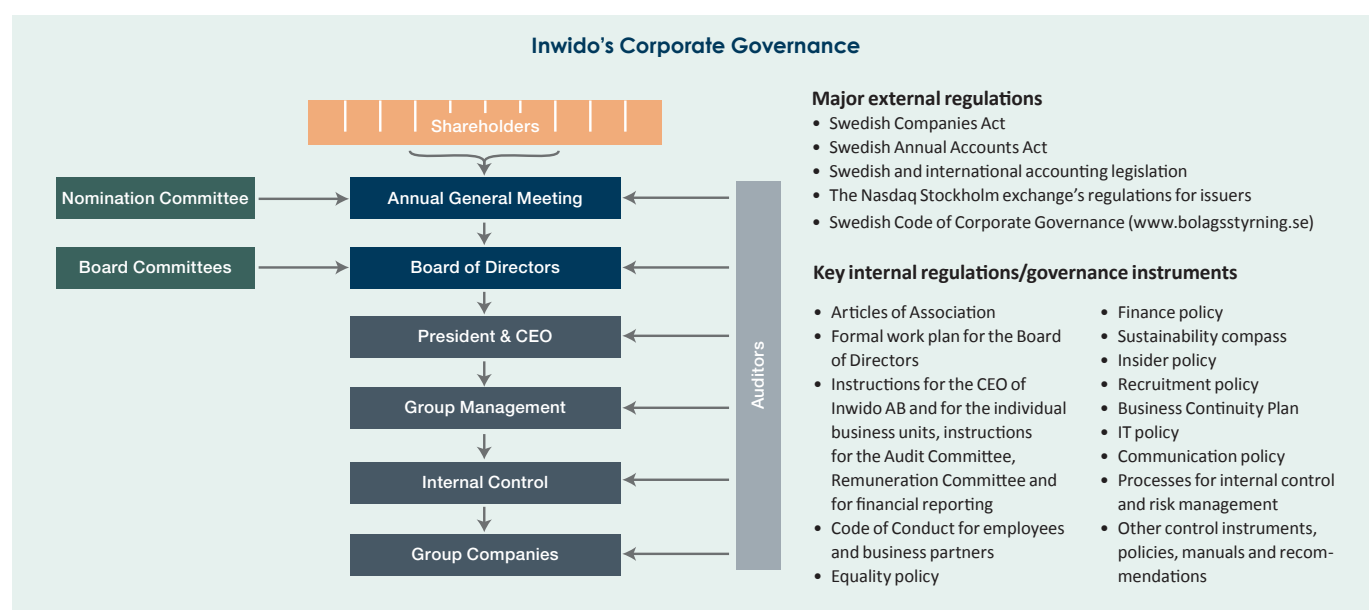 Inwido’s Corporate Governance
Shareholders
Nomination Committee
Annual General Meeting
Board Committees
Board of Directors
President & CEO
Group Management
Internal Control
Group Companies
Auditors
Major external regulations
• Swedish Companies Act
• Swedish Annual Accounts Act
• Swedish and international accounting legislation
• The Nasdaq Stockholm exchange’s regulations for issuers
• Swedish Code of Corporate Governance (www.bolagsstyrning.se)
Key internal regulations/governance instruments
• Articles of Association
• Formal work plan for the Board
of Directors
• Instructions for the CEO of
Inwido AB and for the individual
business units, instructions
for the Audit Committee,
Remuneration Committee and
for financial reporting
• Code of Conduct for employees
and business partners
• Equality policy
• Finance policy
• Sustainability compass
• Insider policy
• Recruitment policy
• Business Continuity Plan
• IT policy
• Communication policy
• Processes for internal control
and risk management
• Other control instruments,
policies, manuals and recom-
mendations